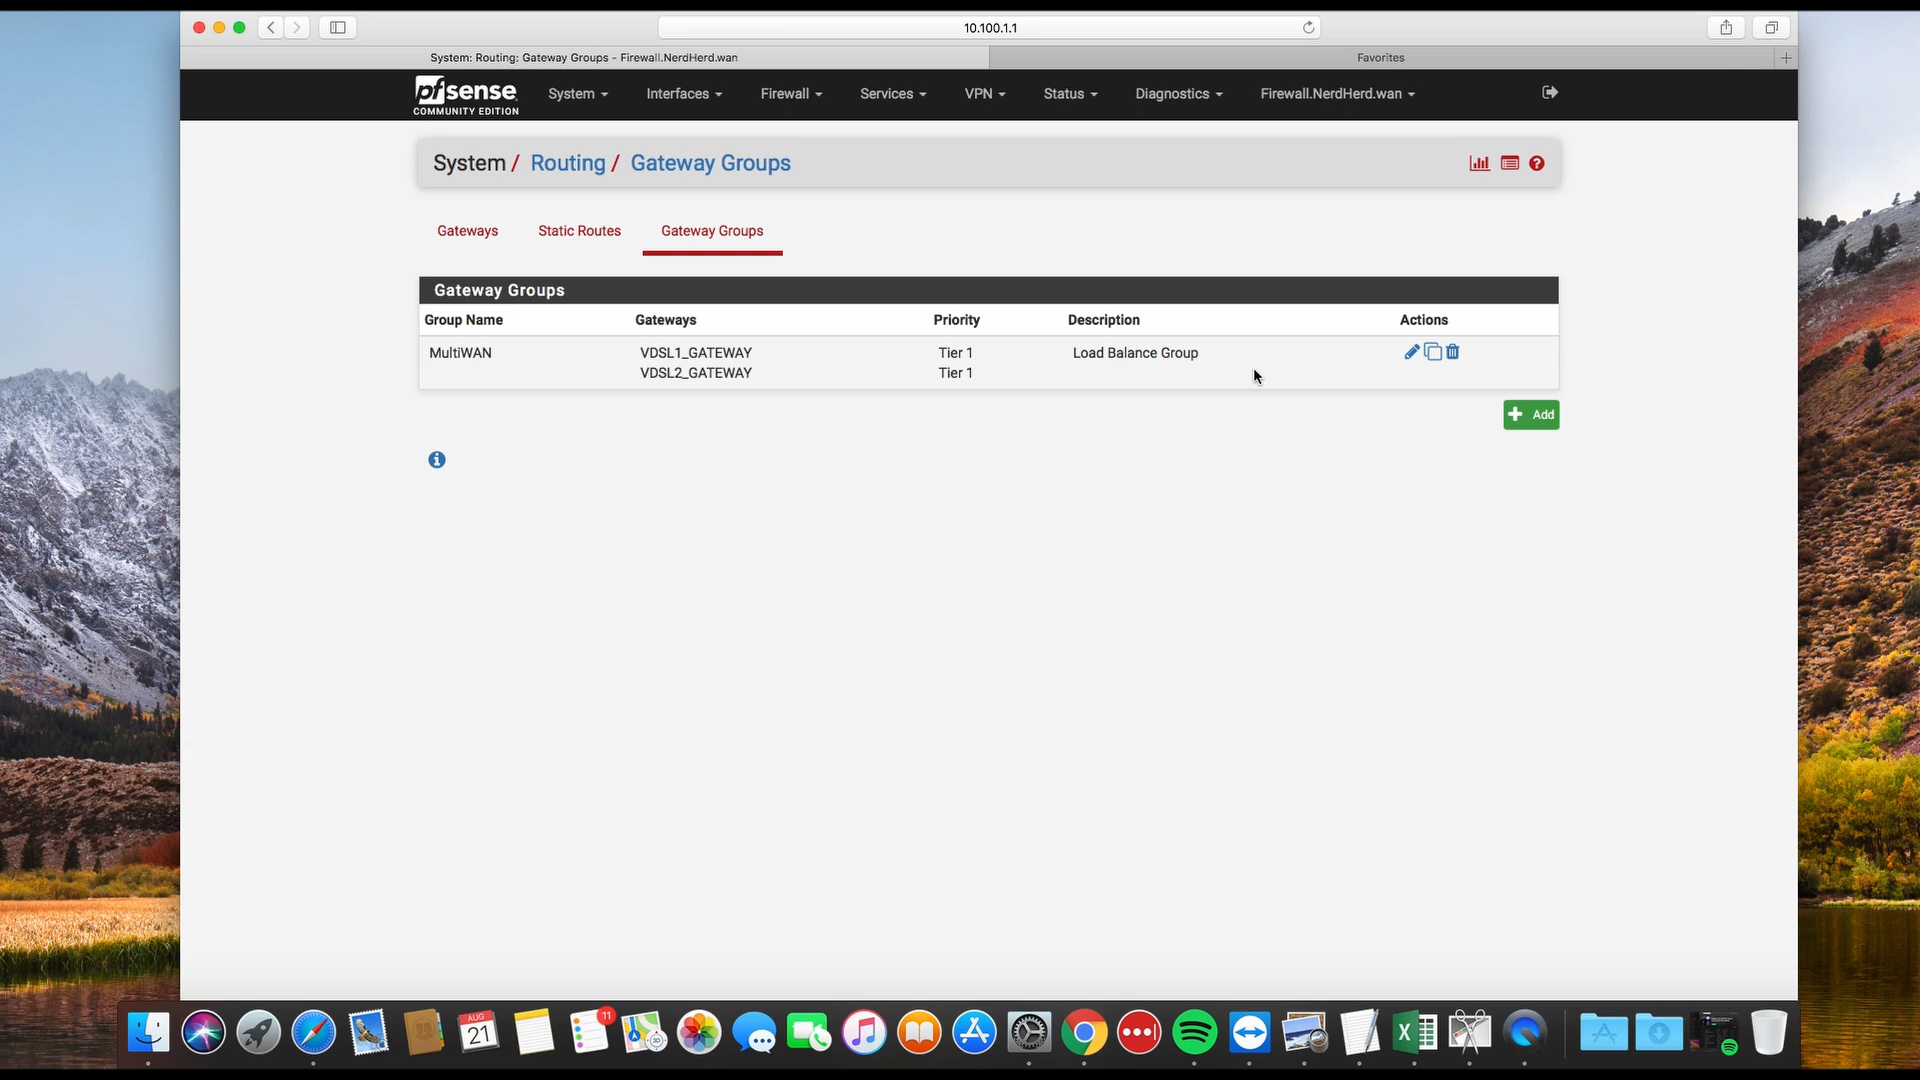 10.100.1.1
System: Routing: Gateway Groups - Firewall.NerdHerd.wan
Favorites
pfsense
COMMUNITY EDITION
System
Interfaces
Firewall
Services
VPN
Status
Diagnostics
Firewall.NerdHerd.wan
System / Routing / Gateway Groups
Gateways
Static Routes
Gateway Groups
Gateway Groups
Group Name Gateways Priority Description Actions
MultiWAN VDSL1_GATEWAY Tier 1 Load Balance Group
VDSL2_GATEWAY Tier 1
+ Add
AUG
21
11